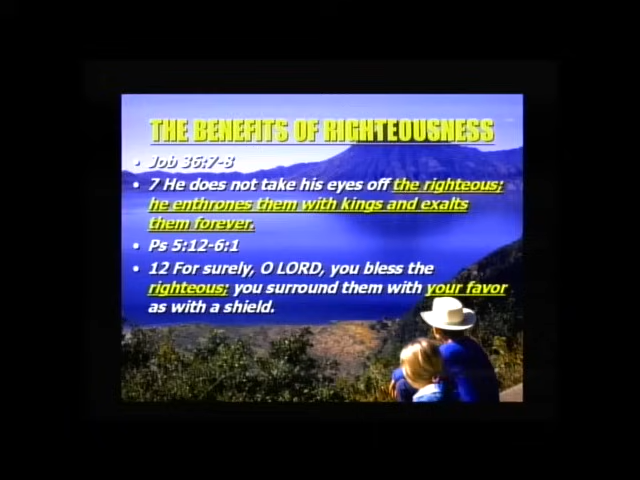 THE BENEFITS OF RIGHTEOUSNESS
• Job 36:7-8
• 7 He does not take his eyes off the righteous;
he enthrones them with kings and exalts
them forever.
• Ps 5:12-6:1
• 12 For surely, O LORD, you bless the
righteous; you surround them with your favor
as with a shield.